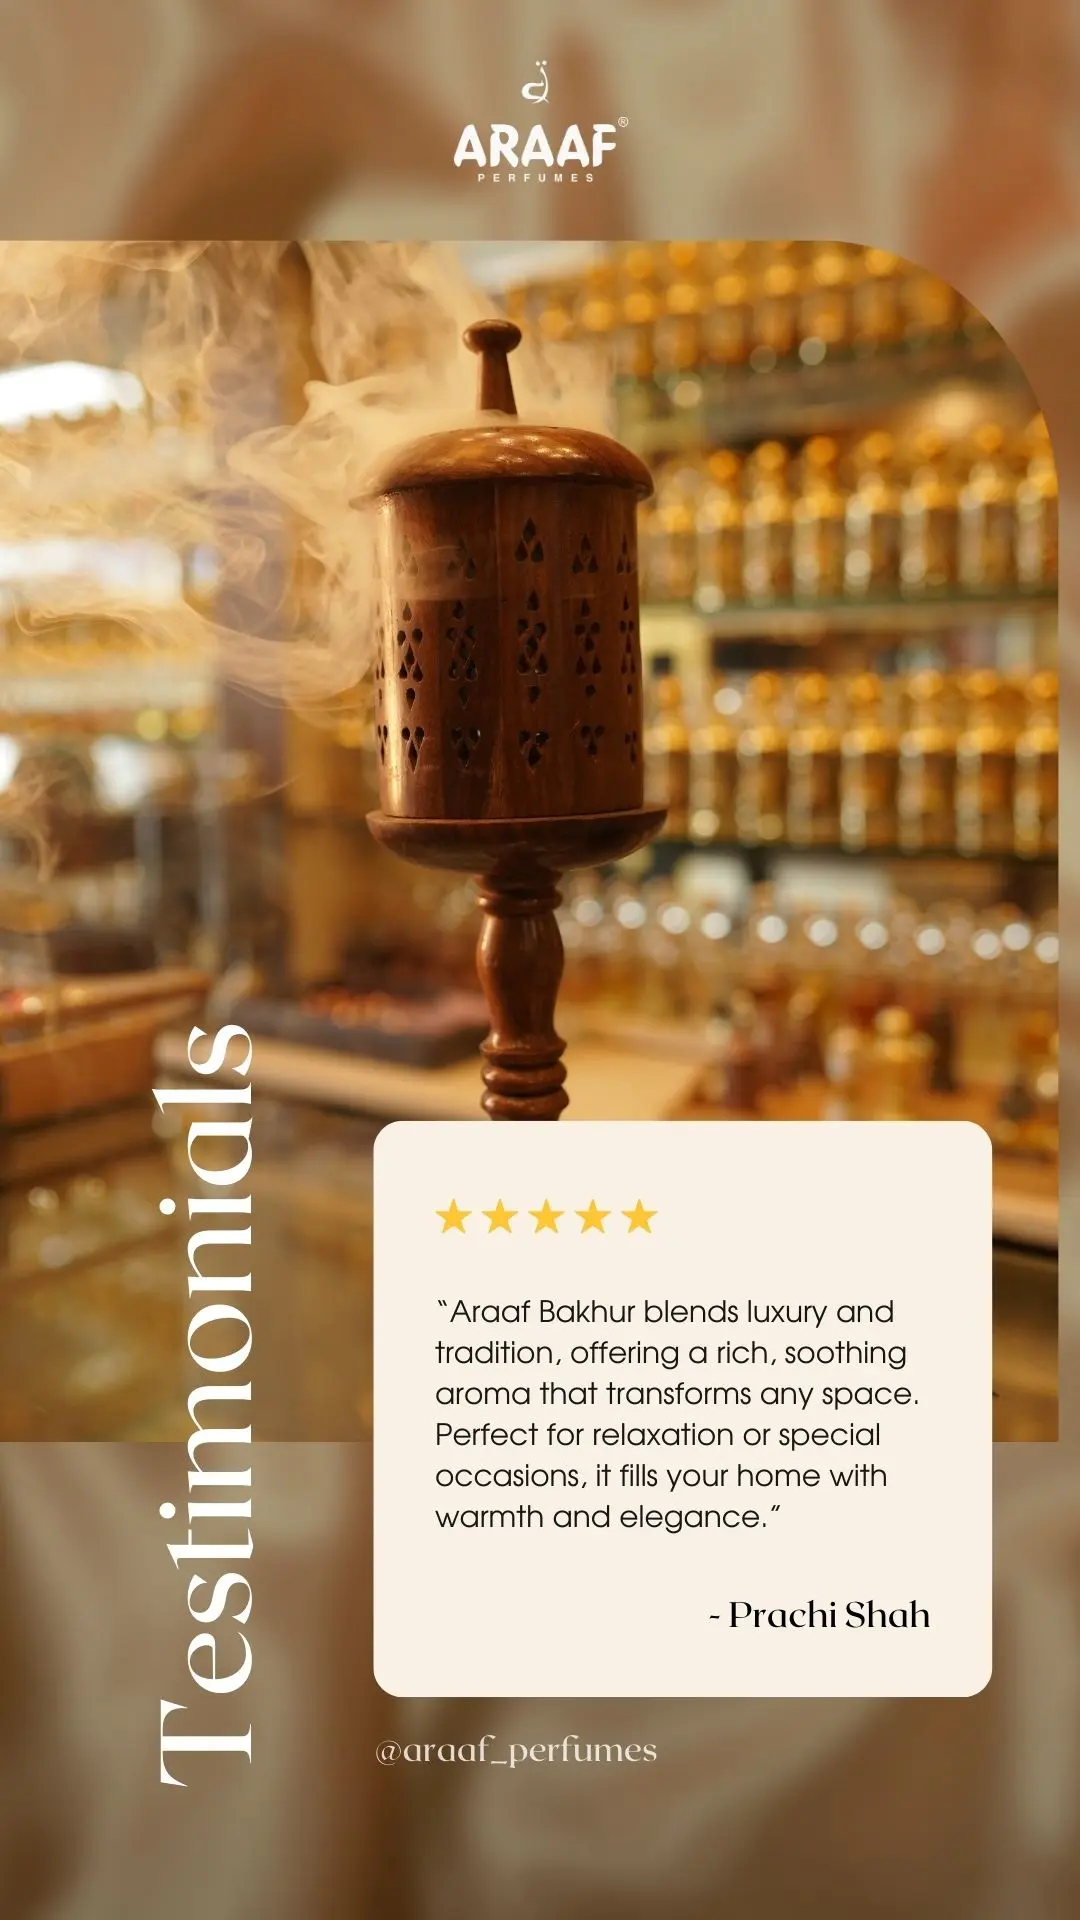 ARAAF®
PERFUMES
Testimonials
“Araaf Bakhur blends luxury and
tradition, offering a rich, soothing
aroma that transforms any space.
Perfect for relaxation or special
occasions, it fills your home with
warmth and elegance.”
- Prachi Shah
@araaf_perfumes